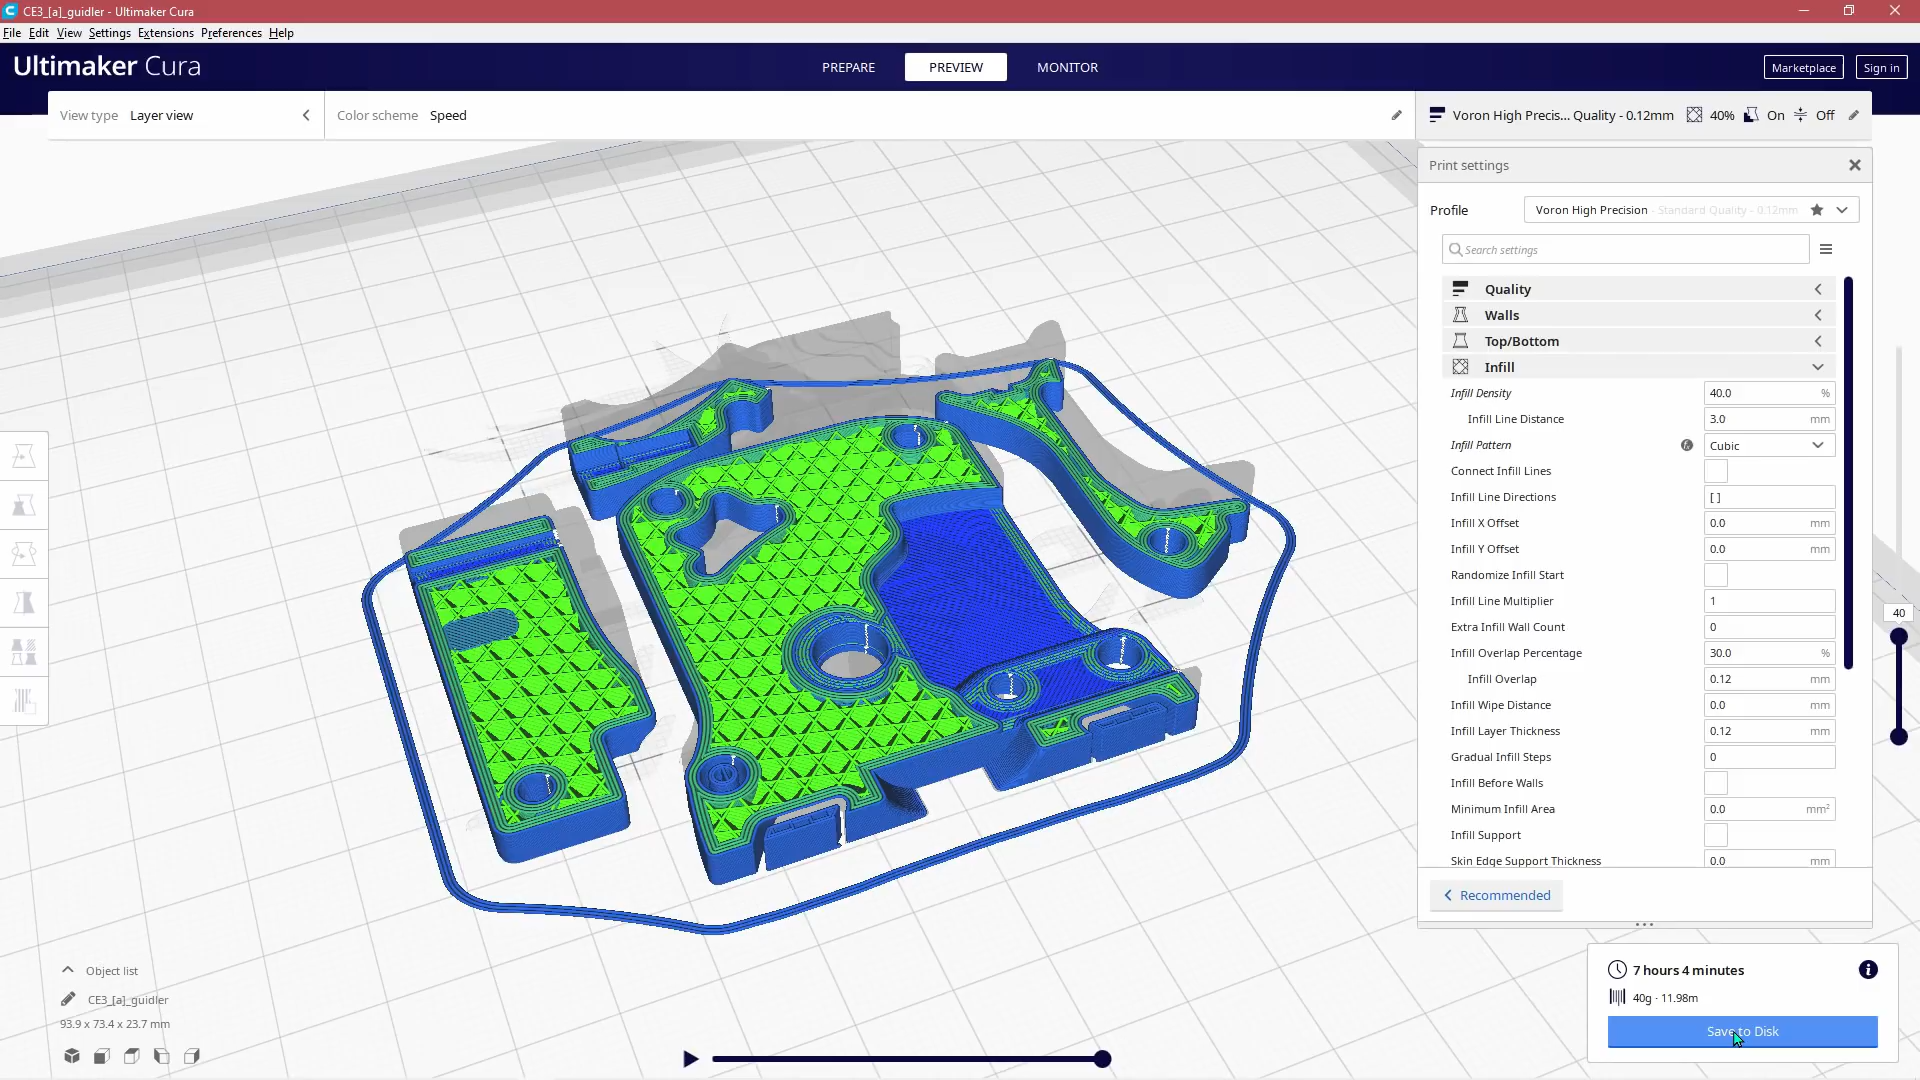 CE3_[a]_guidler - Ultimaker Cura
File Edit View Settings Extensions Preferences Help
Ultimaker Cura
PREPARE PREVIEW MONITOR
Marketplace Sign in
View type Layer view
Color scheme Speed
Voron High Precis... Quality - 0.12mm 40% On Off
Print settings
Profile Voron High Precision - Standard Quality - 0.12mm
Search settings
Quality
Walls
Top/Bottom
Infill
Infill Density 40.0 %
Infill Line Distance 3.0 mm
Infill Pattern Cubic
Connect Infill Lines
Infill Line Directions [ ]
Infill X Offset 0.0 mm
Infill Y Offset 0.0 mm
Randomize Infill Start
Infill Line Multiplier 1
Extra Infill Wall Count 0
Infill Overlap Percentage 30.0 %
Infill Overlap 0.12 mm
Infill Wipe Distance 0.0 mm
Infill Layer Thickness 0.12 mm
Gradual Infill Steps 0
Infill Before Walls
Minimum Infill Area 0.0 mm²
Infill Support
Skin Edge Support Thickness 0.0 mm
Recommended
40
Object list
CE3_[a]_guidler
93.9 x 73.4 x 23.7 mm
7 hours 4 minutes
40g · 11.98m
Save to Disk